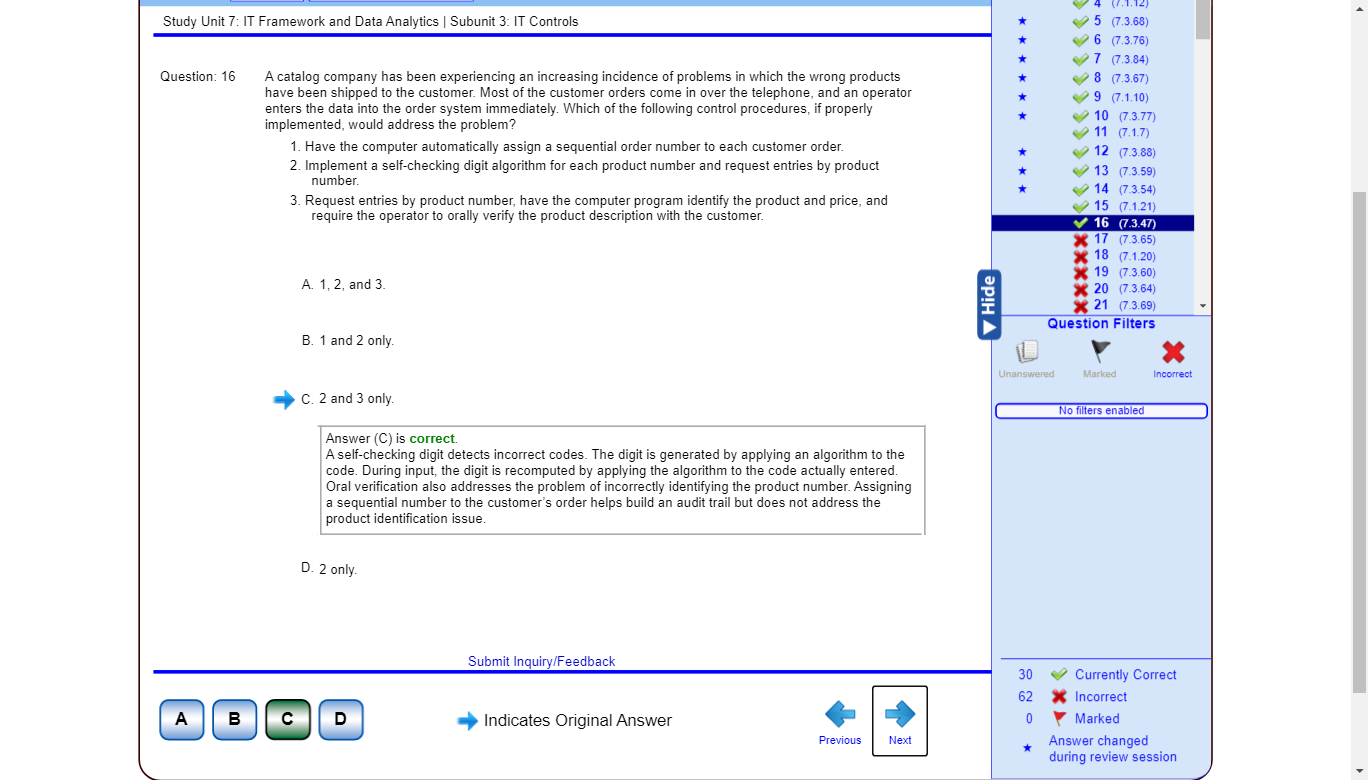 Study Unit 7: IT Framework and Data Analytics | Subunit 3: IT Controls
Question: 16
A catalog company has been experiencing an increasing incidence of problems in which the wrong products
have been shipped to the customer. Most of the customer orders come in over the telephone, and an operator
enters the data into the order system immediately. Which of the following control procedures, if properly
implemented, would address the problem?
1. Have the computer automatically assign a sequential order number to each customer order.
2. Implement a self-checking digit algorithm for each product number and request entries by product
number.
3. Request entries by product number, have the computer program identify the product and price, and
require the operator to orally verify the product description with the customer.
A. 1, 2, and 3.
B. 1 and 2 only.
C. 2 and 3 only.
Answer (C) is correct.
A self-checking digit detects incorrect codes. The digit is generated by applying an algorithm to the
code. During input, the digit is recomputed by applying the algorithm to the code actually entered.
Oral verification also addresses the problem of incorrectly identifying the product number. Assigning
a sequential number to the customer's order helps build an audit trail but does not address the
product identification issue.
D. 2 only.
Submit Inquiry/Feedback
A B C D
Indicates Original Answer
Previous
Next
4 (7.1.12)
5 (7.3.68)
6 (7.3.76)
7 (7.3.84)
8 (7.3.67)
9 (7.1.10)
10 (7.3.77)
11 (7.1.7)
12 (7.3.88)
13 (7.3.59)
14 (7.3.54)
15 (7.1.21)
16 (7.3.47)
17 (7.3.65)
18 (7.1.20)
19 (7.3.60)
20 (7.3.64)
21 (7.3.69)
Hide
Question Filters
Unanswered Marked Incorrect
No filters enabled
30 Currently Correct
62 Incorrect
0 Marked
Answer changed
during review session